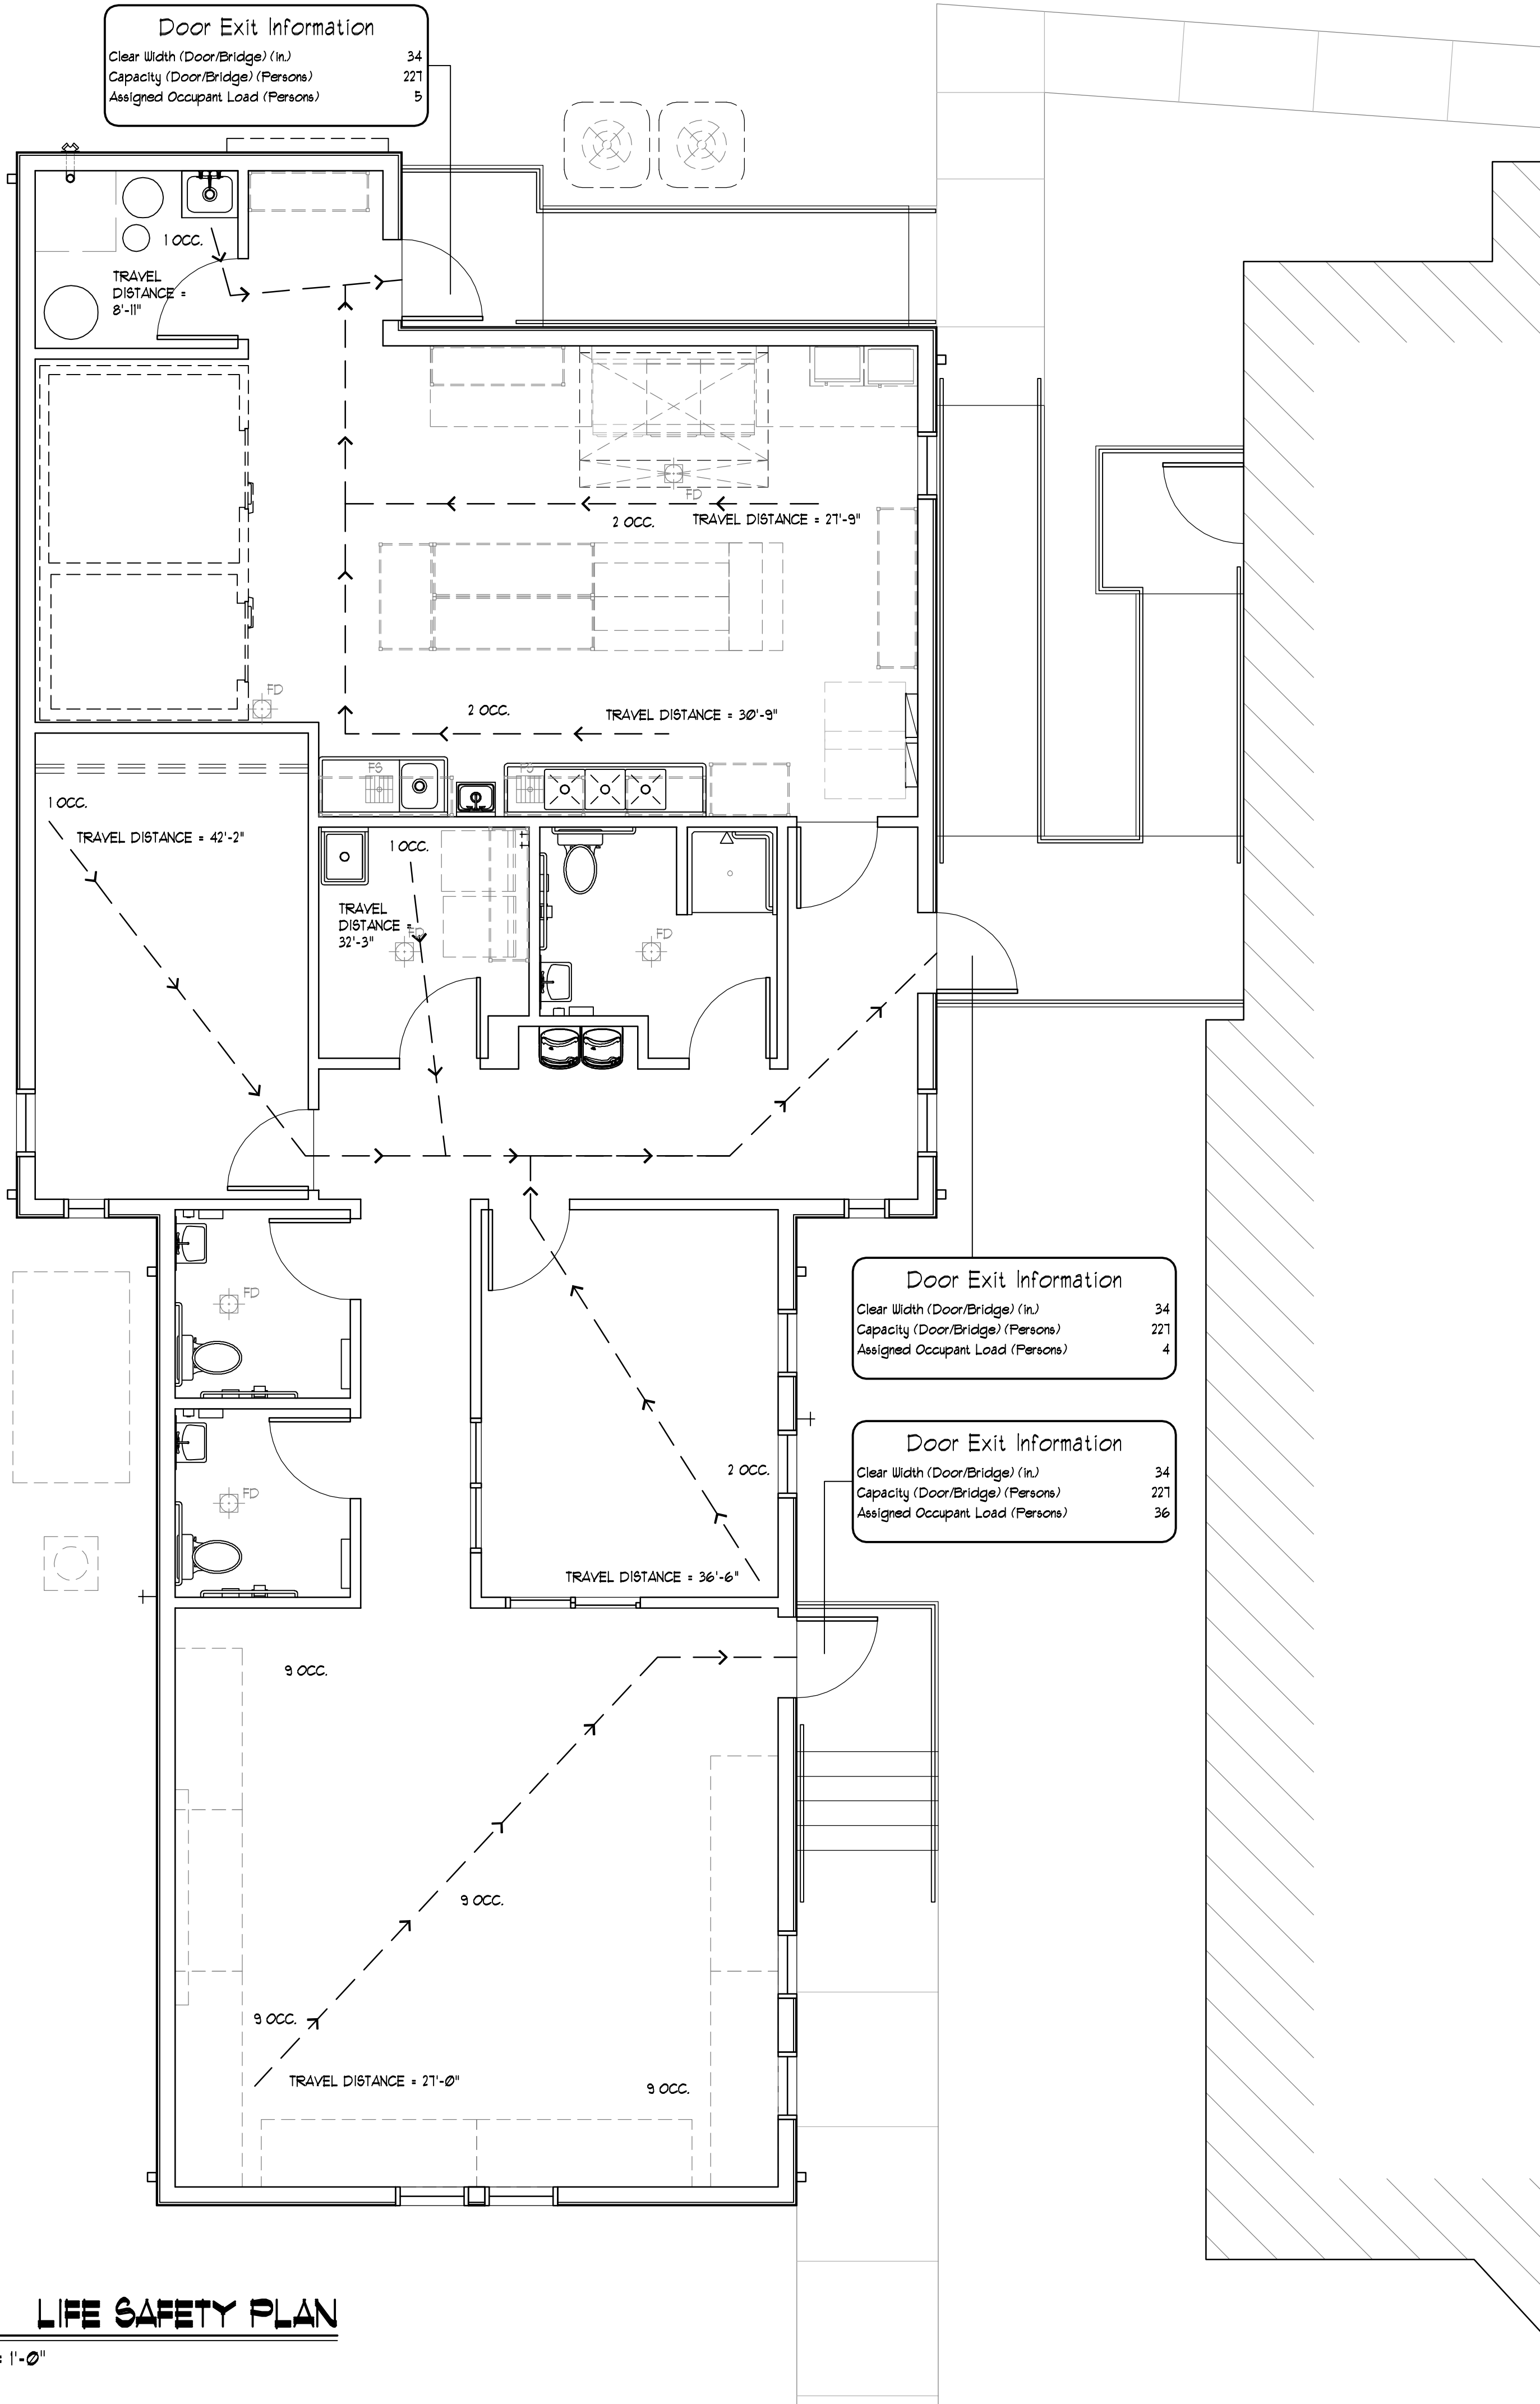 Door Exit Information
Clear Width (Door/Bridge) (in.) 34
Capacity (Door/Bridge) (Persons) 227
Assigned Occupant Load (Persons) 5
1 OCC.
TRAVEL
DISTANCE =
8'-11"
FD
2 OCC.
TRAVEL DISTANCE = 27'-9"
FD
2 OCC.
TRAVEL DISTANCE = 30'-9"
FS
FS
1 OCC.
TRAVEL DISTANCE = 42'-2"
1 OCC.
TRAVEL
DISTANCE =
32'-3"
FD
FD
Door Exit Information
Clear Width (Door/Bridge) (in.) 34
Capacity (Door/Bridge) (Persons) 227
Assigned Occupant Load (Persons) 4
FD
Door Exit Information
Clear Width (Door/Bridge) (in.) 34
Capacity (Door/Bridge) (Persons) 227
Assigned Occupant Load (Persons) 36
2 OCC.
FD
TRAVEL DISTANCE = 36'-6"
9 OCC.
9 OCC.
9 OCC.
TRAVEL DISTANCE = 27'-0"
9 OCC.
LIFE SAFETY PLAN
= 1'-0"